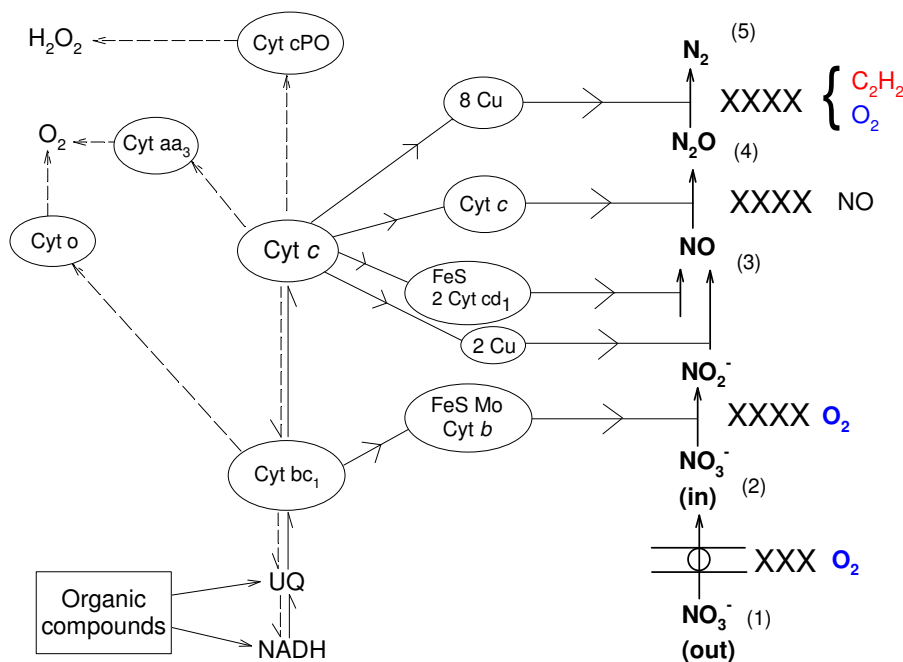 (5)
N₂
H₂O₂
Cyt cPO
8 Cu
XXXX
{
C₂H₂
O₂
O₂
Cyt aa₃
N₂O
(4)
Cyt c
XXXX
NO
Cyt o
Cyt c
NO
(3)
FeS
2 Cyt cd₁
2 Cu
NO₂⁻
FeS Mo
Cyt b
XXXX O₂
Cyt bc₁
NO₃⁻
(in)
(2)
XXX O₂
UQ
Organic
compounds
NO₃⁻
(1)
NADH
(out)